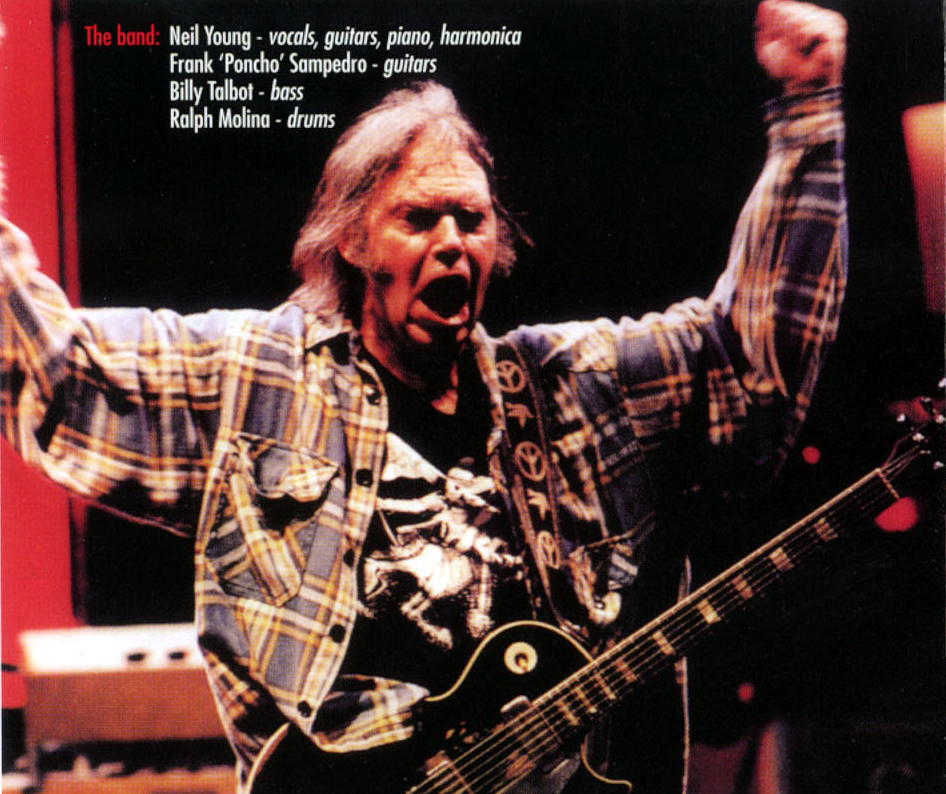 The band: Neil Young - vocals, guitars, piano, harmonica
Frank ‘Poncho’ Sampedro - guitars
Billy Talbot - bass
Ralph Molina - drums